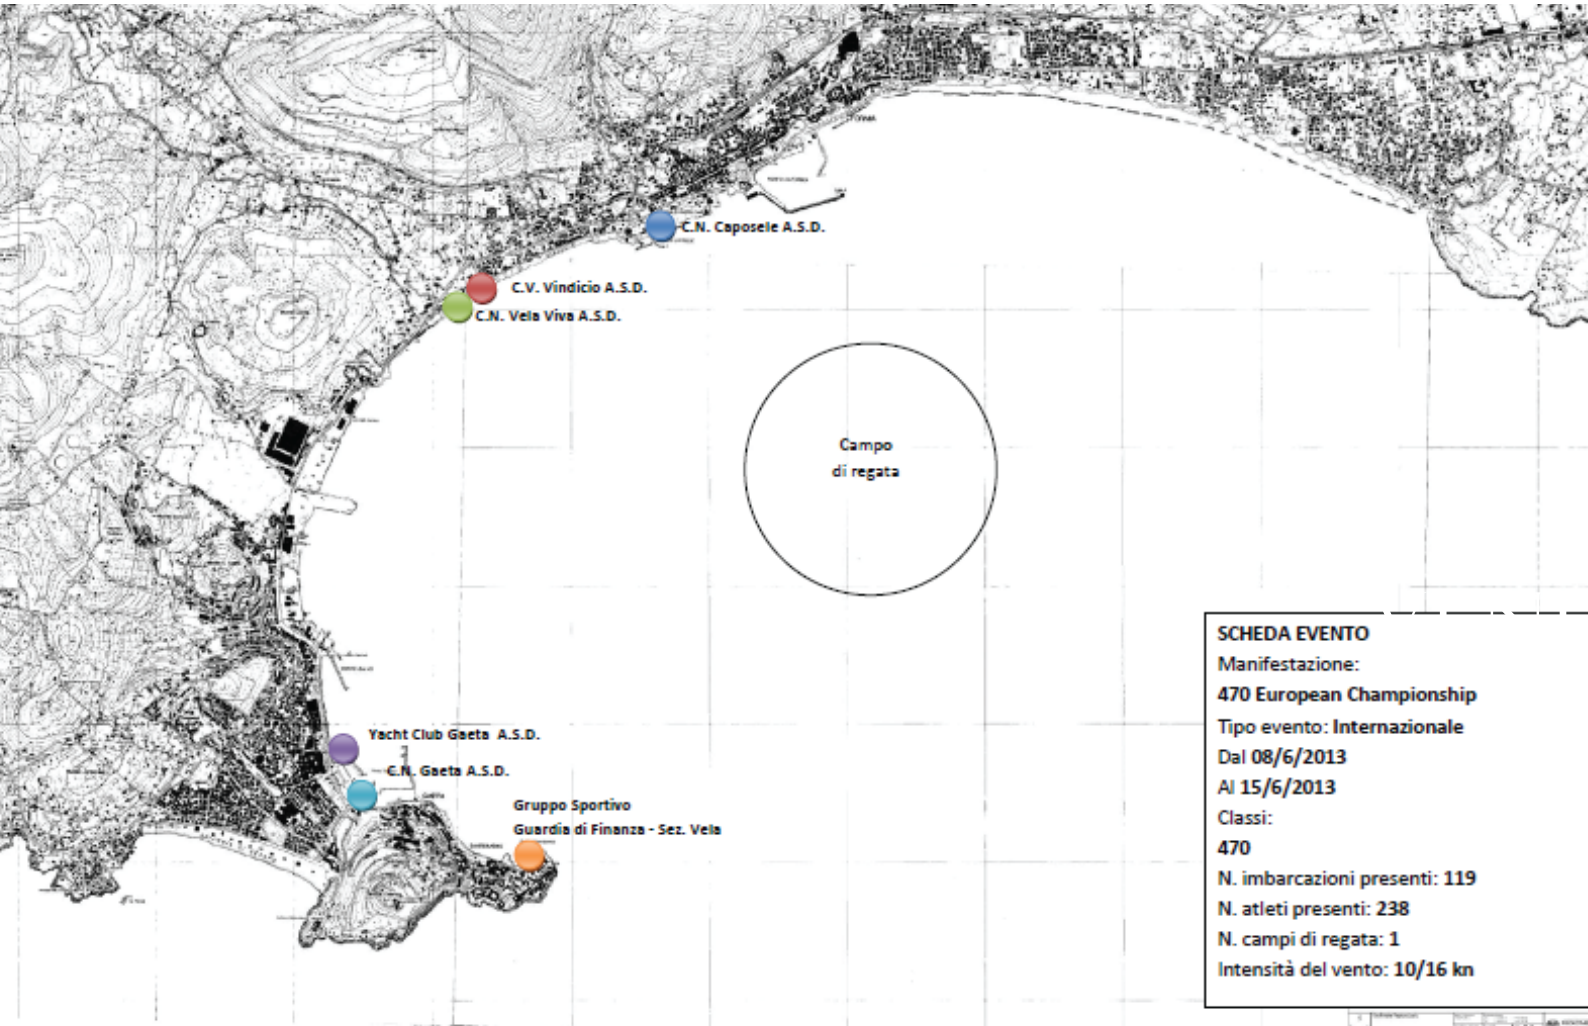 C.N. Caposele A.S.D.
C.V. Vindicio A.S.D.
C.N. Vela Viva A.S.D.
Campo
di regata
Yacht Club Gaeta A.S.D.
C.N. Gaeta A.S.D.
Gruppo Sportivo
Guardia di Finanza - Sez. Vela
SCHEDA EVENTO
Manifestazione:
470 European Championship
Tipo evento: Internazionale
Dal 08/6/2013
Al 15/6/2013
Classi:
470
N. imbarcazioni presenti: 119
N. atleti presenti: 238
N. campi di regata: 1
Intensità del vento: 10/16 kn